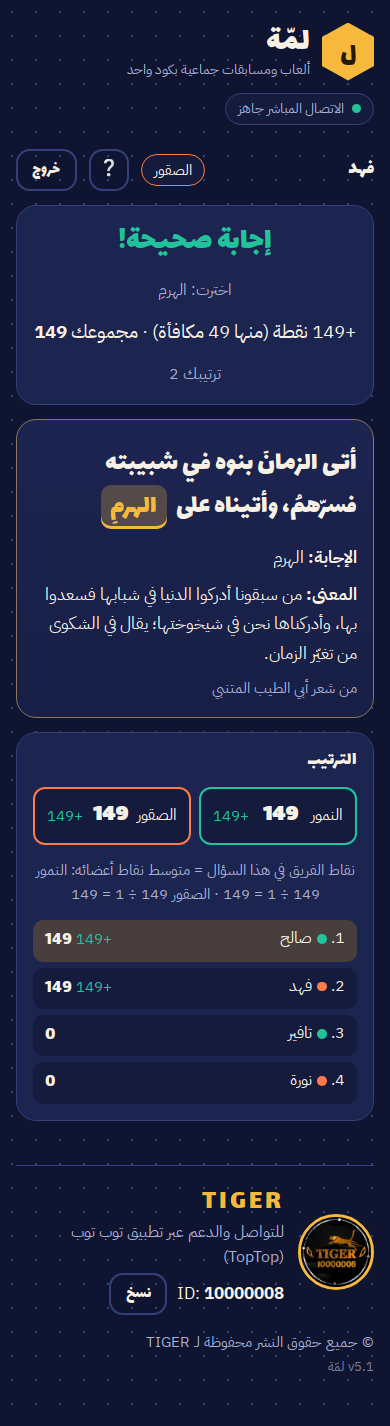 ل
لمّة
ألعاب ومسابقات جماعية بكود واحد
الاتصال المباشر جاهز
فهد
الصقور
?
خروج
إجابة صحيحة!
اخترت: الهرمِ
+149 نقطة (منها 49 مكافأة) · مجموعك 149
ترتيبك 2
أتى الزمانَ بنوه في شبيبته
فسرّهمُ، وأتيناه على الهرمِ
الإجابة: الهرمِ
المعنى: من سبقونا أدركوا الدنيا في شبابها فسعدوا
بها، وأدركناها نحن في شيخوختها؛ يقال في الشكوى
من تغيّر الزمان.
من شعر أبي الطيب المتنبي
الترتيب
النمور 149 +149
الصقور 149 +149
نقاط الفريق في هذا السؤال = متوسط نقاط أعضائه: النمور
149 ÷ 1 = 149 · الصقور 149 ÷ 1 = 149
1. صالح +149 149
2. فهد +149 149
3. تافير 0
4. نورة 0
TIGER
10000008
TIGER
للتواصل والدعم عبر تطبيق توب توب
(TopTop)
ID: 10000008
نسخ
© جميع حقوق النشر محفوظة لـ TIGER
لمّة v5.1